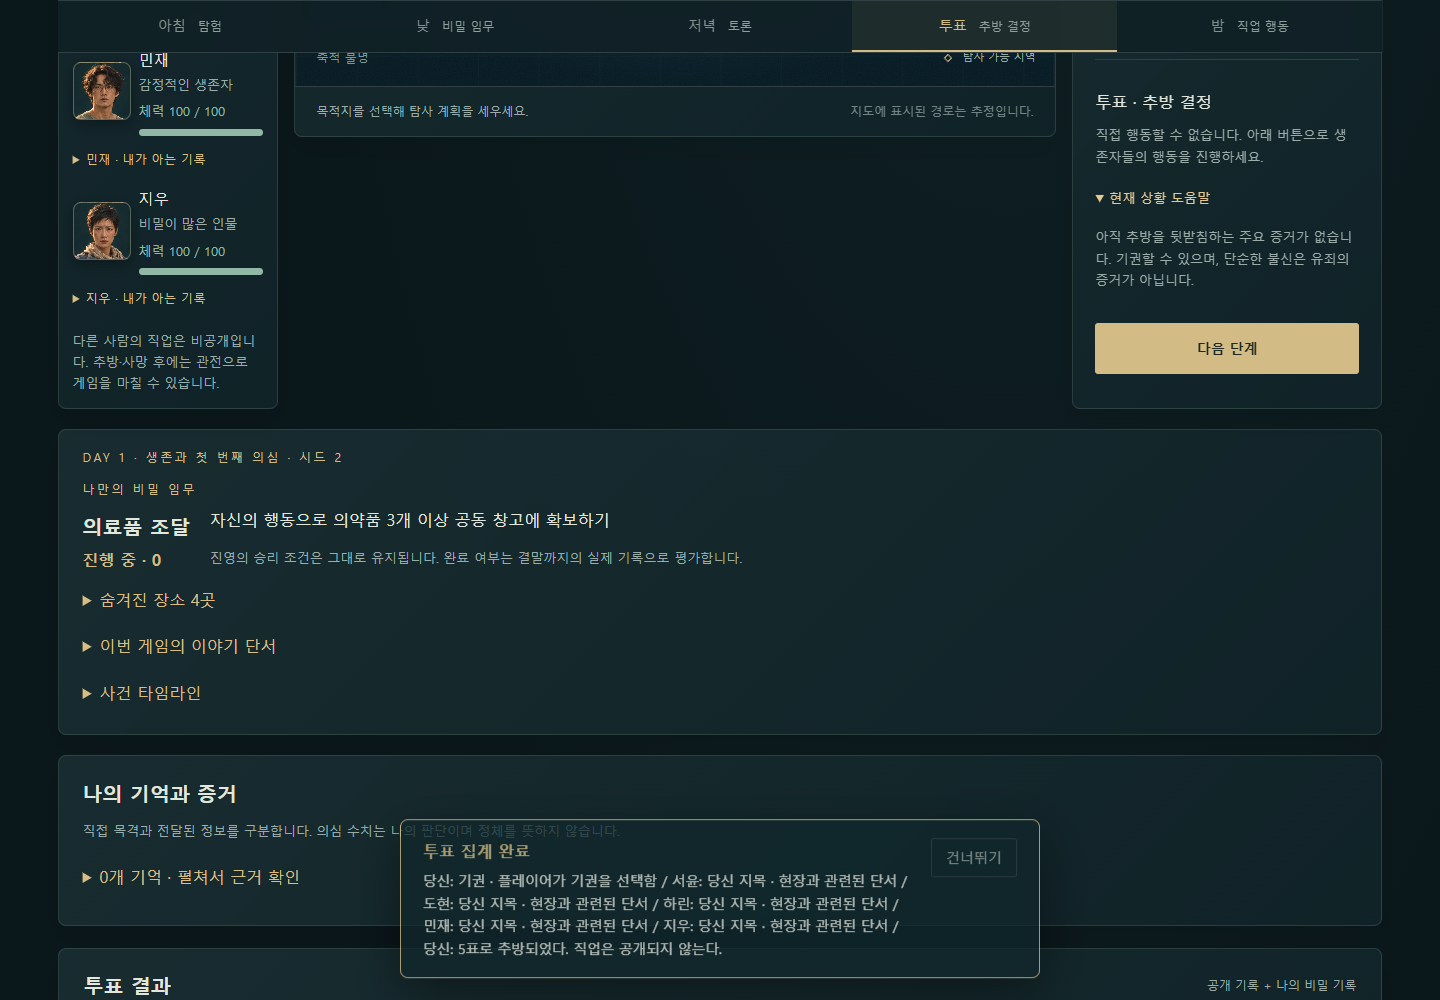 아침 탐험
낮 비밀 임무
저녁 토론
투표 추방 결정
밤 직업 행동
민재
감정적인 생존자
체력 100 / 100
▶ 민재 · 내가 아는 기록
지우
비밀이 많은 인물
체력 100 / 100
▶ 지우 · 내가 아는 기록
다른 사람의 직업은 비공개입니
다. 추방·사망 후에는 관전으로
게임을 마칠 수 있습니다.
목적지를 선택해 탐사 계획을 세우세요.
지도에 표시된 경로는 추정입니다.
◇ 탐사 가능 지역
투표 · 추방 결정
직접 행동할 수 없습니다. 아래 버튼으로 생
존자들의 행동을 진행하세요.
▼ 현재 상황 도움말
아직 추방을 뒷받침하는 주요 증거가 없습니
다. 기권할 수 있으며, 단순한 불신은 유죄의
증거가 아닙니다.
다음 단계
DAY 1 · 생존과 첫 번째 의심 · 시드 2
나만의 비밀 임무
의료품 조달
자신의 행동으로 의약품 3개 이상 공동 창고에 확보하기
진행 중 · 0
진영의 승리 조건은 그대로 유지됩니다. 완료 여부는 결말까지의 실제 기록으로 평가합니다.
▶ 숨겨진 장소 4곳
▶ 이번 게임의 이야기 단서
▶ 사건 타임라인
나의 기억과 증거
직접 목격과 전달된 정보를 구분합니다. 의심 수치는 나의 판단이며 정체를 뜻하지 않습니다.
▶ 0개 기억 · 펼쳐서 근거 확인
투표 집계 완료
건너뛰기
당신: 기권 · 플레이어가 기권을 선택함 / 서윤: 당신 지목 · 현장과 관련된 단서 /
도현: 당신 지목 · 현장과 관련된 단서 / 하린: 당신 지목 · 현장과 관련된 단서 /
민재: 당신 지목 · 현장과 관련된 단서 / 지우: 당신 지목 · 현장과 관련된 단서 /
당신: 5표로 추방되었다. 직업은 공개되지 않는다.
투표 결과
공개 기록 + 나의 비밀 기록